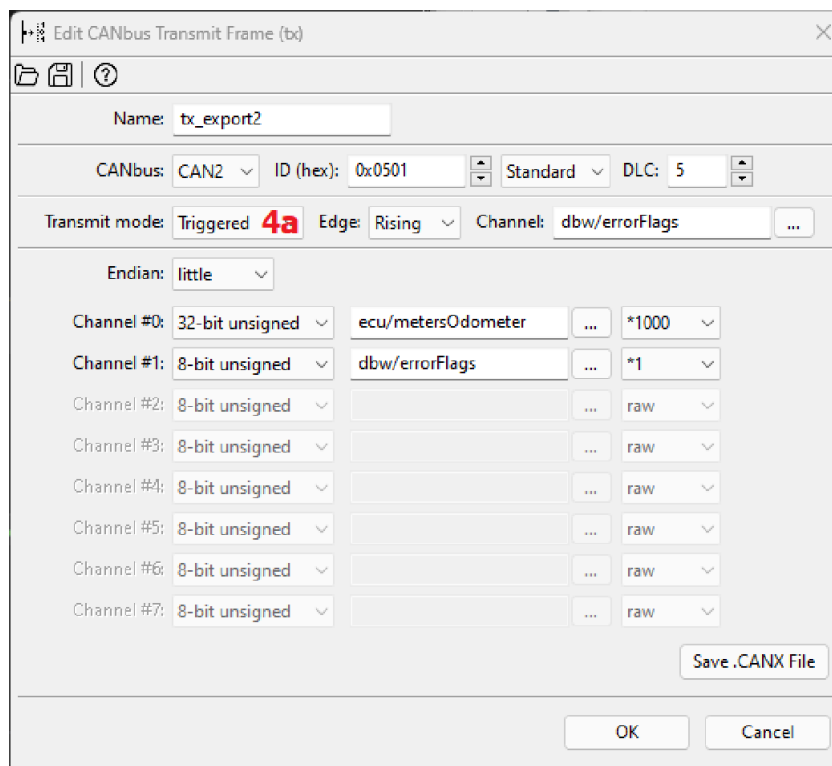 Edit CANbus Transmit Frame (tx)
Name: tx_export2
CANbus: CAN2 ID (hex): 0x0501 Standard DLC: 5
Transmit mode: Triggered 4a Edge: Rising Channel: dbw/errorFlags ...
Endian: little
Channel #0: 32-bit unsigned ecu/metersOdometer ... *1000
Channel #1: 8-bit unsigned dbw/errorFlags ... *1
Channel #2: 8-bit unsigned ... raw
Channel #3: 8-bit unsigned ... raw
Channel #4: 8-bit unsigned ... raw
Channel #5: 8-bit unsigned ... raw
Channel #6: 8-bit unsigned ... raw
Channel #7: 8-bit unsigned ... raw
Save .CANX File
OK Cancel